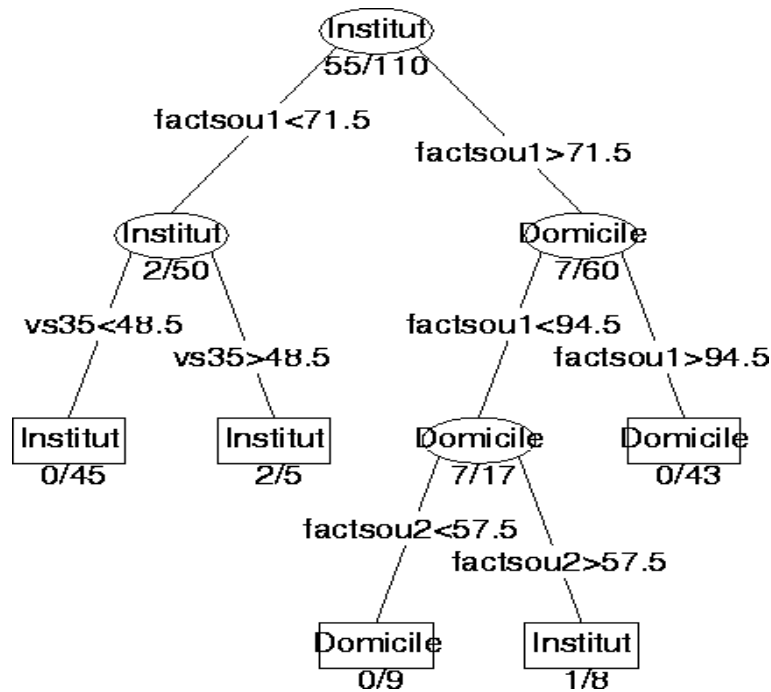 Institut
55/110
factsou1<71.5
factsou1>71.5
Institut
2/50
Domicile
7/60
vs35<48.5
vs35>48.5
factsou1<94.5
factsou1>94.5
Institut
0/45
Institut
2/5
Domicile
7/17
Domicile
0/43
factsou2<57.5
factsou2>57.5
Domicile
0/9
Institut
1/8